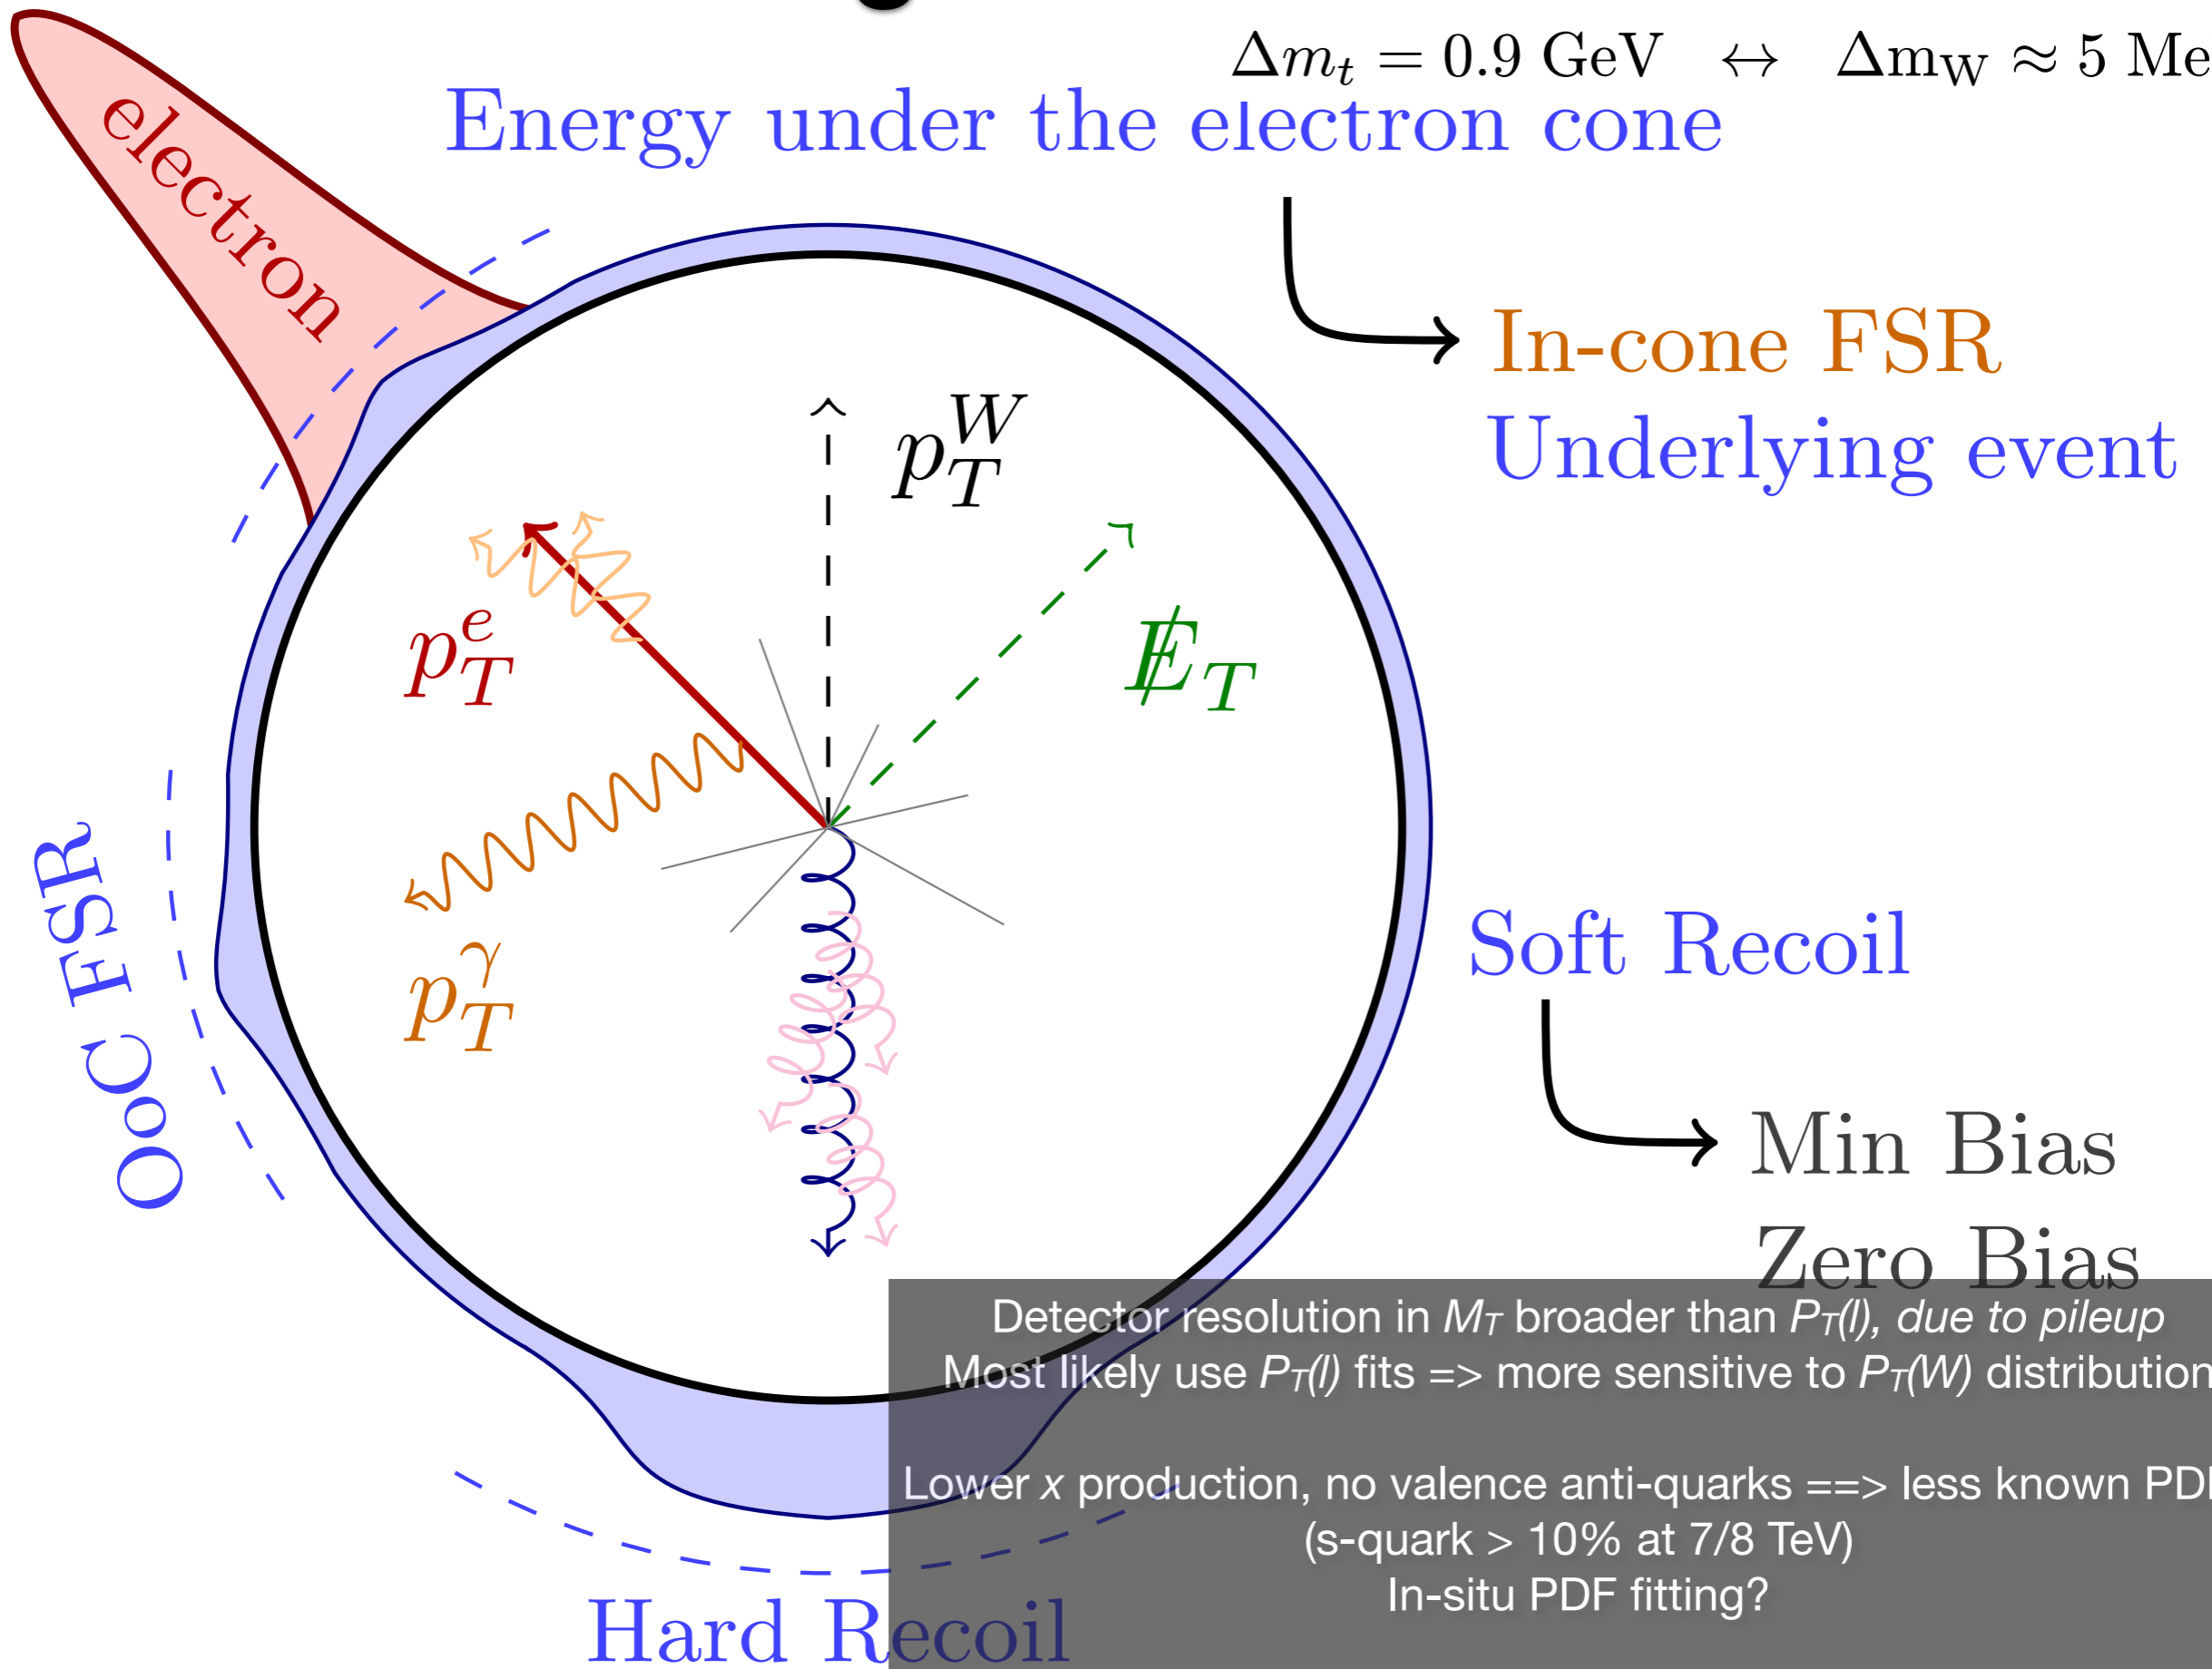 Δm_t = 0.9 GeV ↔ Δm_W ≈ 5 Me
Energy under the electron cone
electron
In-cone FSR
Underlying event
p_T^W
p_T^e
E̸_T
p_T^γ
OoC FSR
Soft Recoil
Min Bias
Zero Bias
Detector resolution in M_T broader than P_T(l), due to pileup
Most likely use P_T(l) fits => more sensitive to P_T(W) distribution
Lower x production, no valence anti-quarks ==> less known
(s-quark > 10% at 7/8 TeV)
In-situ PDF fitting?
Hard Recoil